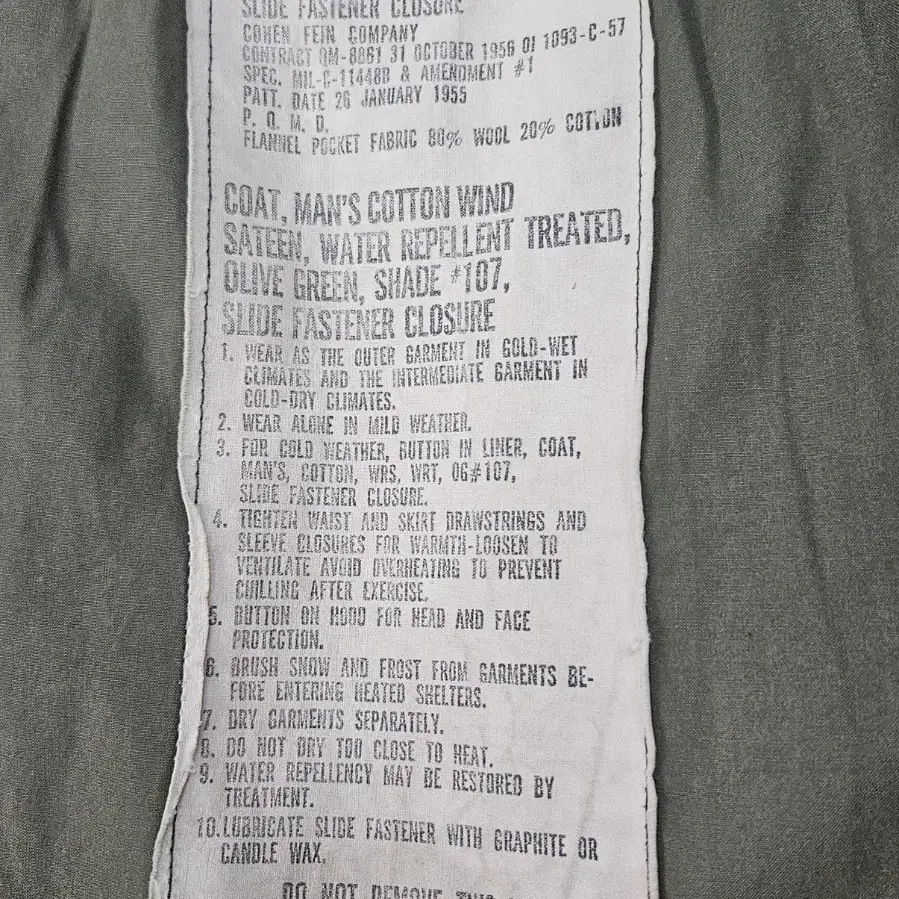 SLIDE FASTENER CLOSURE
COHEN FEIN COMPANY
CONTRACT QM-8861 31 OCTOBER 1956 OI 1093-C-57
SPEC. MIL-C-11448B & AMENDMENT #1
PATT. DATE 26 JANUARY 1955
P. Q. M. D.
FLANNEL POCKET FABRIC 80% WOOL 20% COTTON
COAT, MAN'S COTTON WIND
SATEEN, WATER REPELLENT TREATED,
OLIVE GREEN, SHADE #107,
SLIDE FASTENER CLOSURE
1. WEAR AS THE OUTER GARMENT IN COLD-WET
CLIMATES AND THE INTERMEDIATE GARMENT IN
COLD-DRY CLIMATES.
2. WEAR ALONE IN MILD WEATHER.
3. FOR COLD WEATHER, BUTTON IN LINER, COAT,
MAN'S, COTTON, WRS, WRT, OG#107,
SLIDE FASTENER CLOSURE.
4. TIGHTEN WAIST AND SKIRT DRAWSTRINGS AND
SLEEVE CLOSURES FOR WARMTH-LOOSEN TO
VENTILATE AVOID OVERHEATING TO PREVENT
CHILLING AFTER EXERCISE.
5. BUTTON ON HOOD FOR HEAD AND FACE
PROTECTION.
6. BRUSH SNOW AND FROST FROM GARMENTS BE-
FORE ENTERING HEATED SHELTERS.
7. DRY GARMENTS SEPARATELY.
8. DO NOT DRY TOO CLOSE TO HEAT.
9. WATER REPELLENCY MAY BE RESTORED BY
TREATMENT.
10. LUBRICATE SLIDE FASTENER WITH GRAPHITE OR
CANDLE WAX.
DO NOT REMOVE THIS